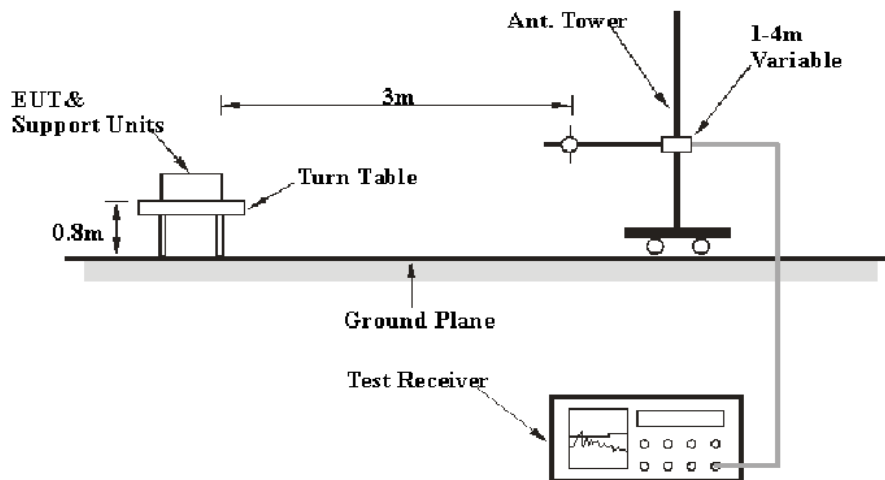 Ant. Tower
1-4m
Variable
3m
EUT&
Support Units
Turn Table
0.8m
Ground Plane
Test Receiver